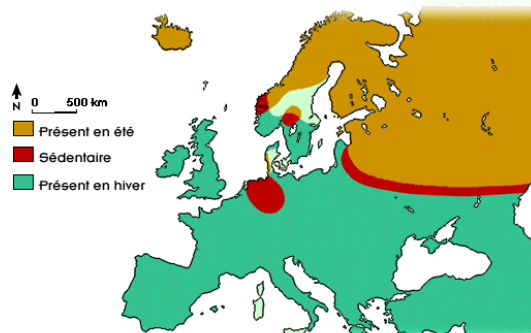 N
0 500 km
Présent en été
Sédentaire
Présent en hiver